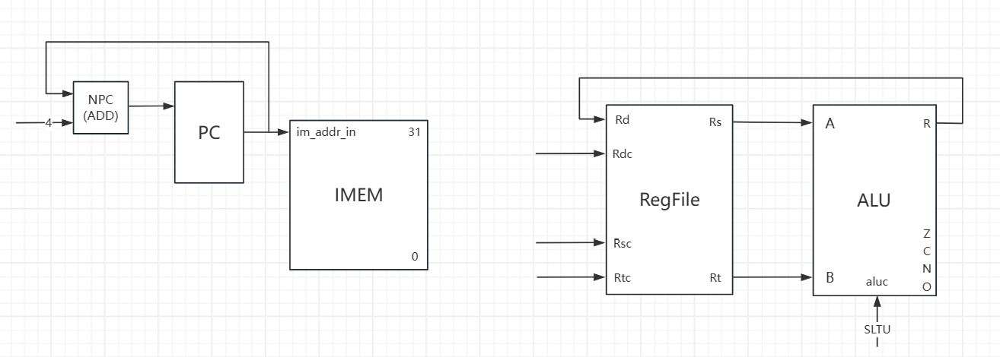 NPC
(ADD)
4
PC
im_addr_in
31
IMEM
0
Rd
Rs
Rdc
RegFile
Rsc
Rtc
Rt
A
R
ALU
Z
C
N
O
B
aluc
SLTU